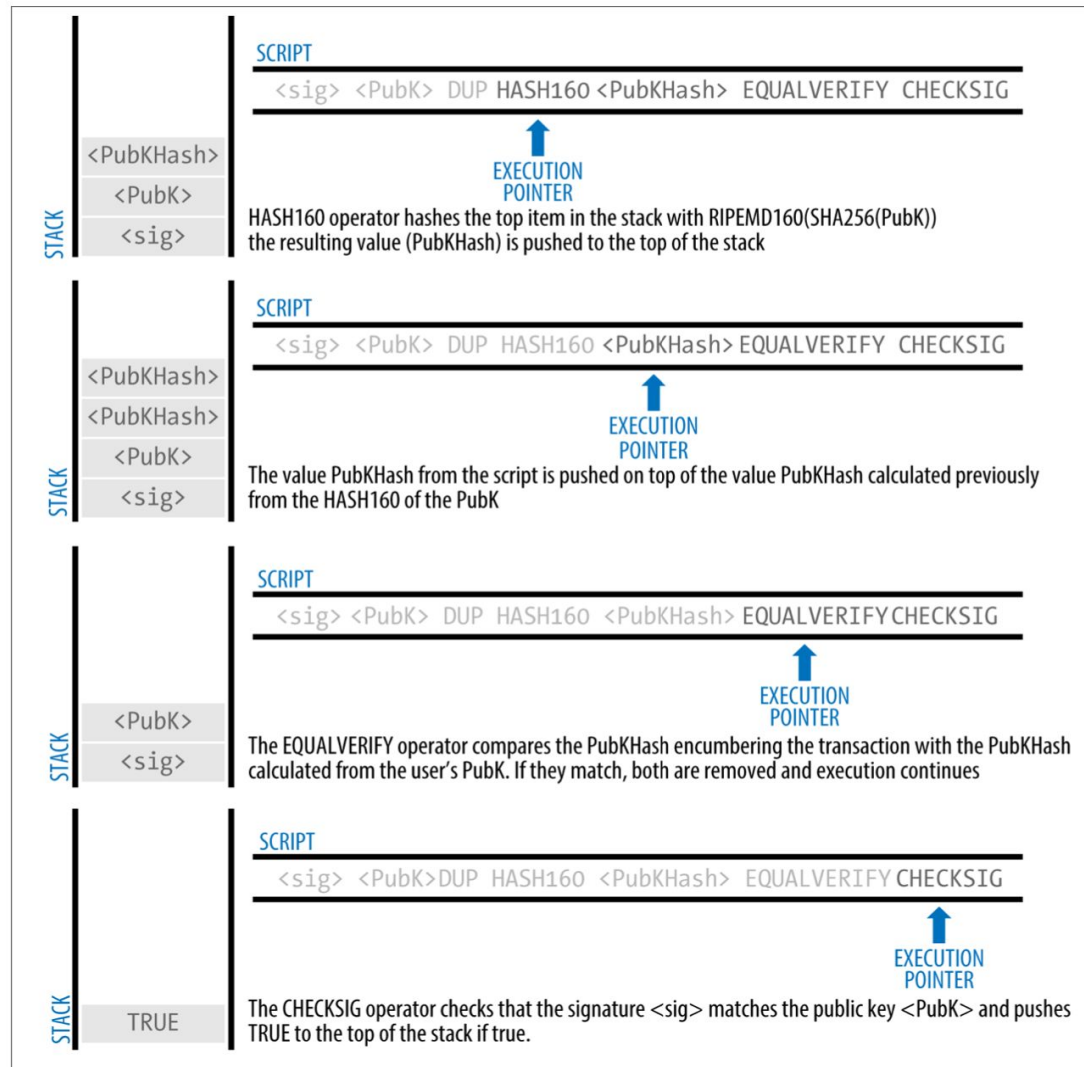 SCRIPT
<sig> <PubK> DUP HASH160 <PubKHash> EQUALVERIFY CHECKSIG
EXECUTION
POINTER
<PubKHash>
<PubK>
<sig>
STACK
HASH160 operator hashes the top item in the stack with RIPEMD160(SHA256(PubK))
the resulting value (PubKHash) is pushed to the top of the stack
SCRIPT
<sig> <PubK> DUP HASH160 <PubKHash> EQUALVERIFY CHECKSIG
EXECUTION
POINTER
<PubKHash>
<PubKHash>
<PubK>
<sig>
STACK
The value PubKHash from the script is pushed on top of the value PubKHash calculated previously
from the HASH160 of the PubK
SCRIPT
<sig> <PubK> DUP HASH160 <PubKHash> EQUALVERIFY CHECKSIG
EXECUTION
POINTER
<PubK>
<sig>
STACK
The EQUALVERIFY operator compares the PubKHash encumbering the transaction with the PubKHash
calculated from the user's PubK. If they match, both are removed and execution continues
SCRIPT
<sig> <PubK>DUP HASH160 <PubKHash> EQUALVERIFY CHECKSIG
EXECUTION
POINTER
TRUE
STACK
The CHECKSIG operator checks that the signature <sig> matches the public key <PubK> and pushes
TRUE to the top of the stack if true.